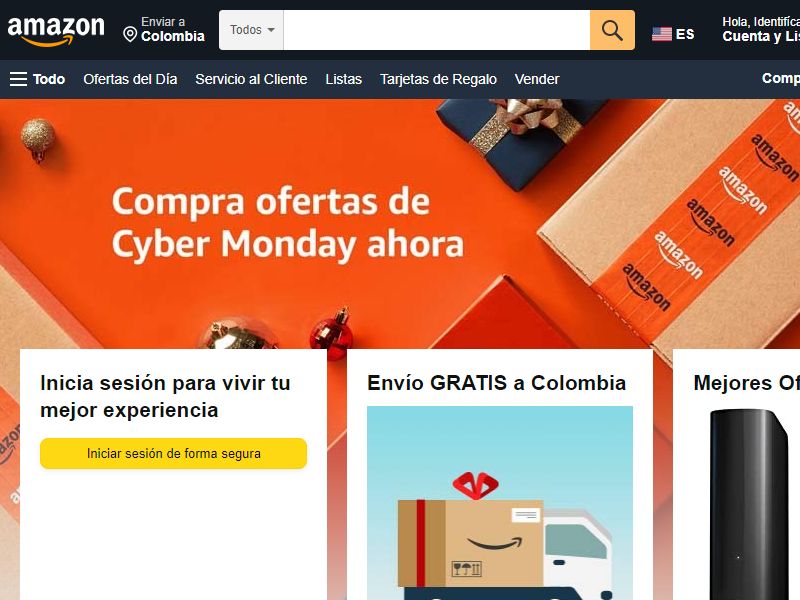 amazon
Enviar a
Colombia
Todos
ES
Hola, Identifíca
Cuenta y Lis
Todo
Ofertas del Día
Servicio al Cliente
Listas
Tarjetas de Regalo
Vender
Comp
Compra ofertas de
Cyber Monday ahora
amazon
amazon
amazon
amazon
amazon
Inicia sesión para vivir tu
mejor experiencia
Iniciar sesión de forma segura
Envío GRATIS a Colombia
Mejores Of